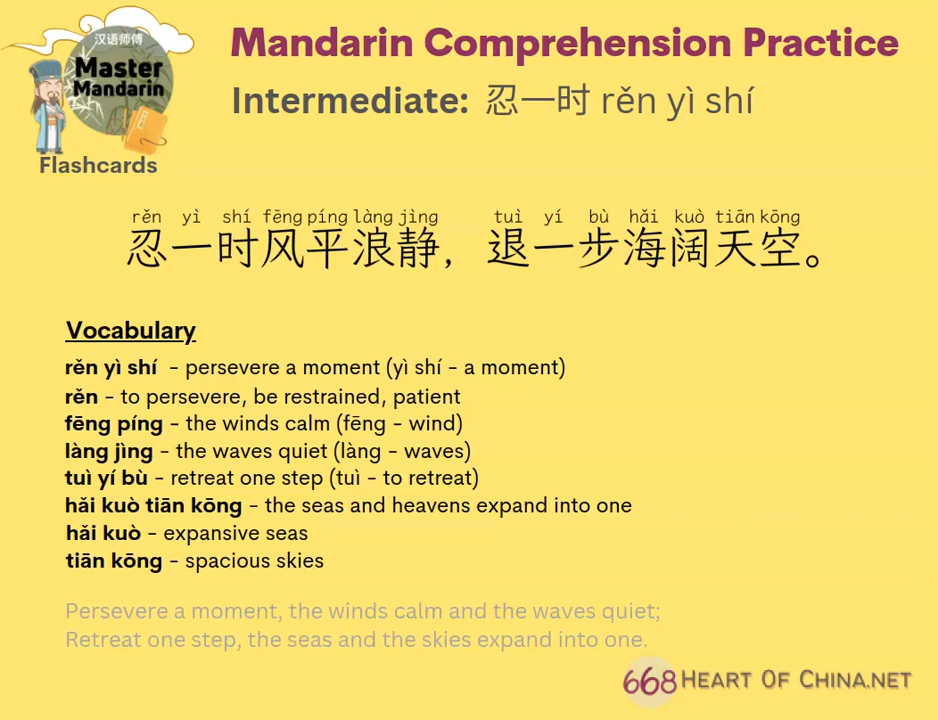 汉语师傅
Master
Mandarin
Flashcards
Mandarin Comprehension Practice
Intermediate: 忍一时 rěn yì shí
rěn yì shí fēng píng làng jìng tuì yí bù hǎi kuò tiān kōng
忍一时风平浪静，退一步海阔天空。
Vocabulary
rěn yì shí - persevere a moment (yì shí - a moment)
rěn - to persevere, be restrained, patient
fēng píng - the winds calm (fēng - wind)
làng jìng - the waves quiet (làng - waves)
tuì yí bù - retreat one step (tuì - to retreat)
hǎi kuò tiān kōng - the seas and heavens expand into one
hǎi kuò - expansive seas
tiān kōng - spacious skies
Persevere a moment, the winds calm and the waves quiet;
Retreat one step, the seas and the skies expand into one.
668 Heart Of China.net